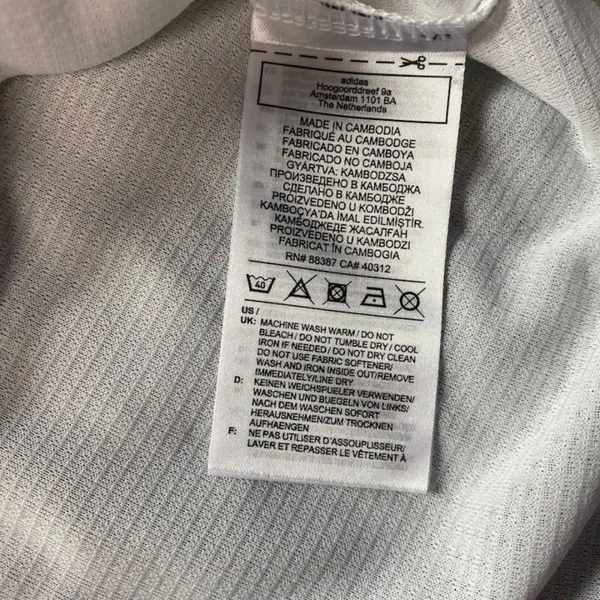 adidas
Hoogoorddreef 9a
Amsterdam 1101 BA
The Netherlands
MADE IN CAMBODIA
FABRIQUÉ AU CAMBODGE
FABRICADO EN CAMBOYA
FABRICADO NO CAMBOJA
GYÁRTVA: KAMBODZSA
ПРОИЗВЕДЕНО В КАМБОДЖА
СДЕЛАНО В КАМБОДЖЕ
PROIZVEDENO U KOMBODŽI
KAMBOÇYA'DA İMAL EDİLMİŞTİR.
КАМБОДЖЕДЕ ЖАСАЛҒАН
PROIZVEDENO U KAMBODZI
FABRICAT ÎN CAMBOGIA
RN# 88387 CA# 40312
40
US /
UK: MACHINE WASH WARM / DO NOT
BLEACH / DO NOT TUMBLE DRY / COOL
IRON IF NEEDED / DO NOT DRY CLEAN
DO NOT USE FABRIC SOFTENER/
WASH AND IRON INSIDE OUT/REMOVE
IMMEDIATELY/LINE DRY
D: KEINEN WEICHSPUELER VERWENDEN/
WASCHEN UND BUEGELN VON LINKS/
NACH DEM WASCHEN SOFORT
HERAUSNEHMEN/ZUM TROCKNEN
AUFHAENGEN
F: NE PAS UTILISER D'ASSOUPLISSEUR/
LAVER ET REPASSER LE VÊTEMENT À